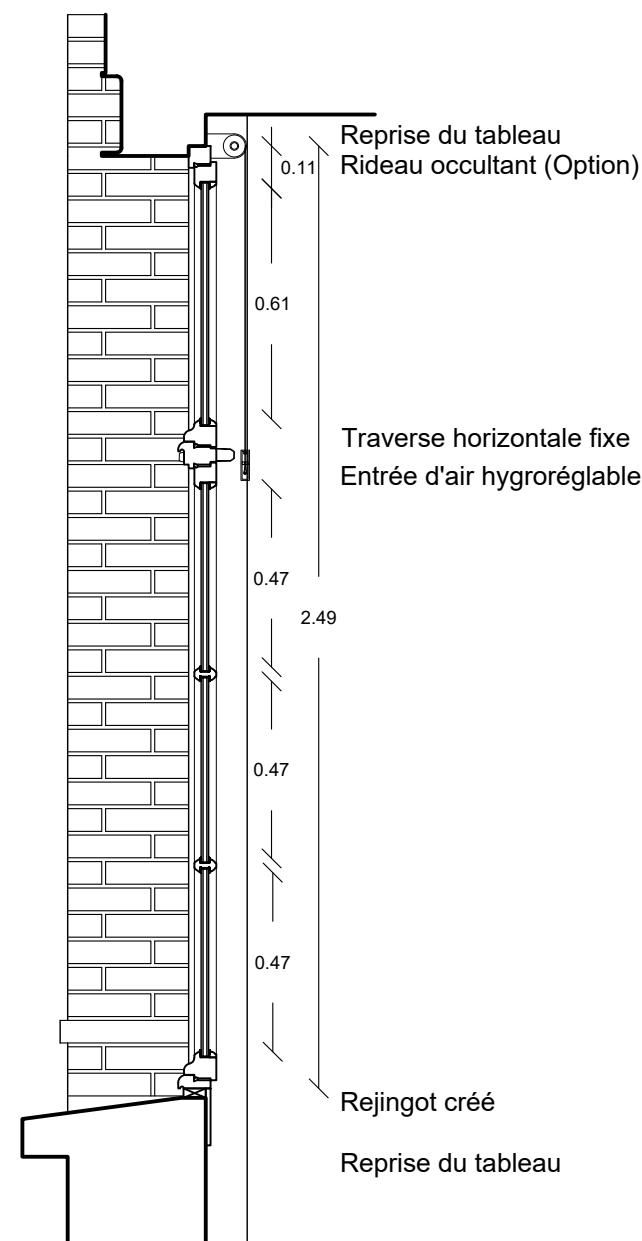 Reprise du tableau
Rideau occultant (Option)
0.11
0.61
Traverse horizontale fixe
Entrée d'air hygroréglable
0.47
2.49
0.47
0.47
Rejingot créé
Reprise du tableau